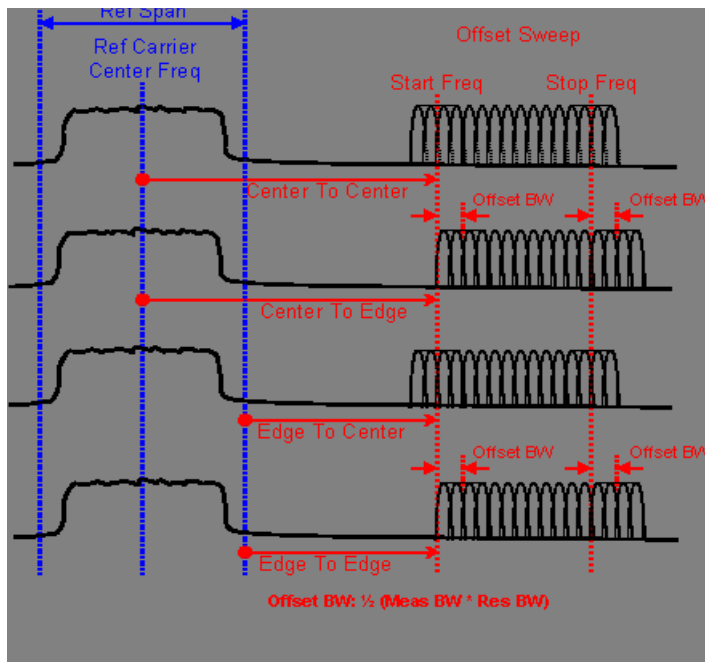 Ref Span
Ref Carrier
Center Freq
Offset Sweep
Start Freq
Stop Freq
Center To Center
Offset BW
Offset BW
Center To Edge
Edge To Center
Offset BW
Offset BW
Edge To Edge
Offset BW: ½ (Meas BW * Res BW)